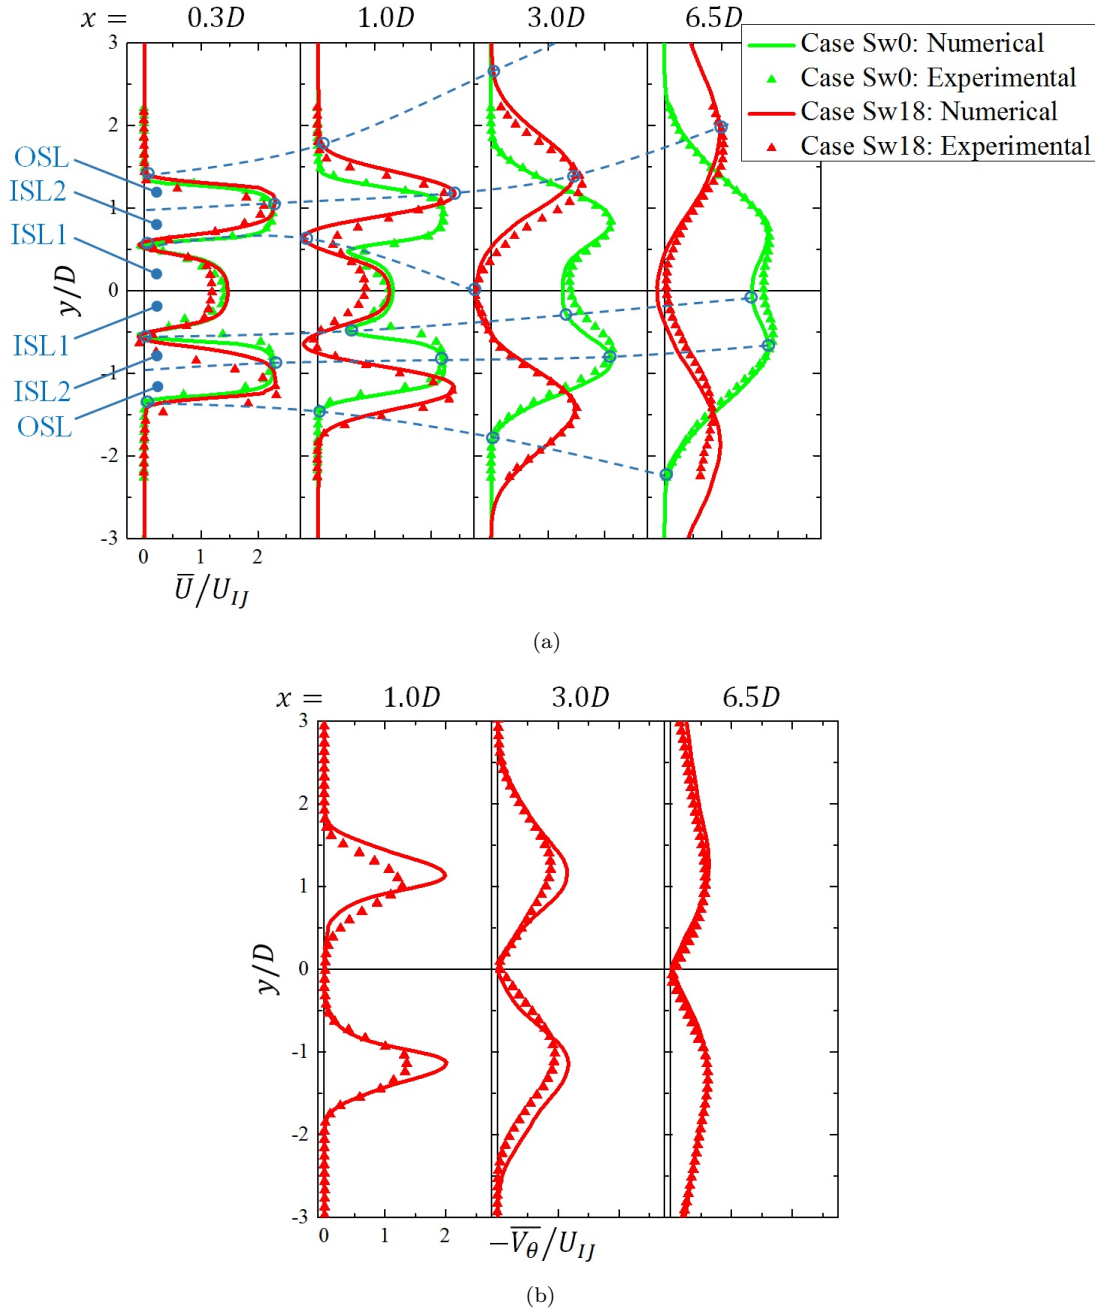 x = 0.3D 1.0D 3.0D 6.5D
Case Sw0: Numerical
Case Sw0: Experimental
Case Sw18: Numerical
Case Sw18: Experimental
3
2
1
0
-1
-2
-3
y/D
OSL
ISL2
ISL1
ISL1
ISL2
OSL
0 1 2
U̅/U_IJ
(a)
x = 1.0D 3.0D 6.5D
3
2
1
0
-1
-2
-3
y/D
0 1 2
−V̅_θ/U_IJ
(b)